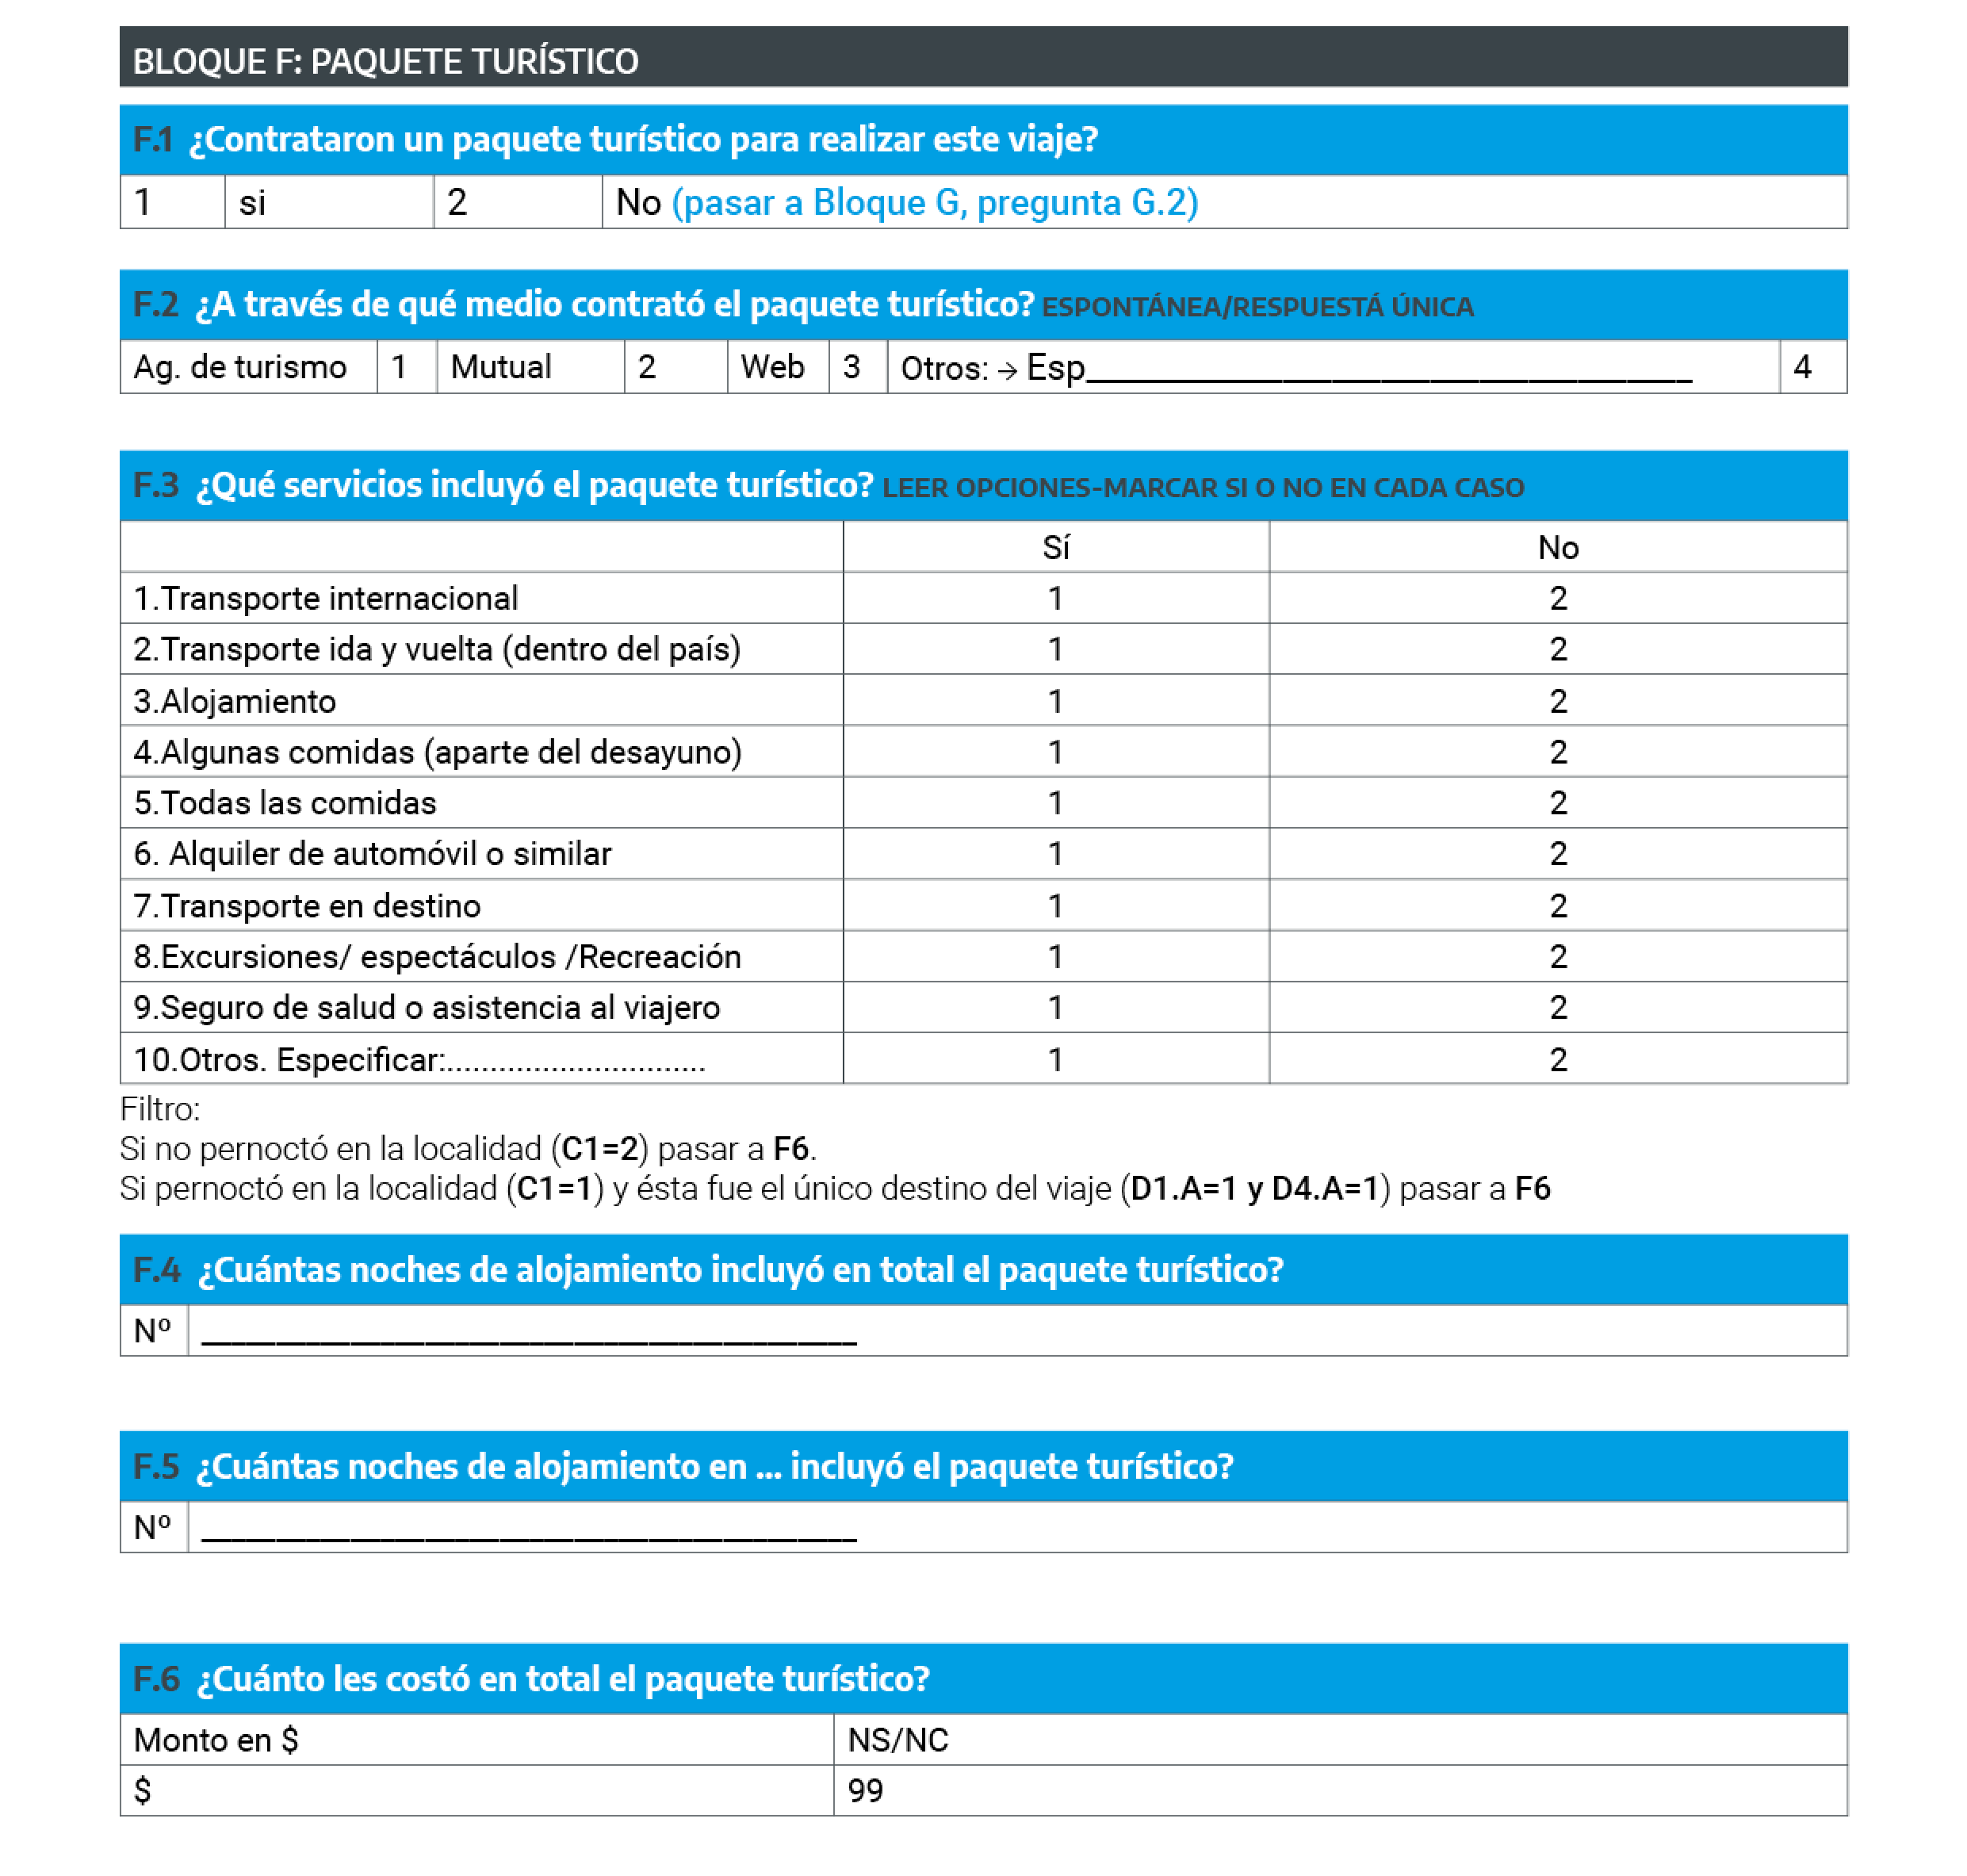 BLOQUE F: PAQUETE TURÍSTICO
F.1 ¿Contrataron un paquete turístico para realizar este viaje?
1 si 2 No (pasar a Bloque G, pregunta G.2)
F.2 ¿A través de qué medio contrató el paquete turístico? ESPONTÁNEA/RESPUESTÁ ÚNICA
Ag. de turismo 1 Mutual 2 Web 3 Otros: → Esp________________________________ 4
F.3 ¿Qué servicios incluyó el paquete turístico? LEER OPCIONES-MARCAR SI O NO EN CADA CASO
Sí No
1.Transporte internacional 1 2
2.Transporte ida y vuelta (dentro del país) 1 2
3.Alojamiento 1 2
4.Algunas comidas (aparte del desayuno) 1 2
5.Todas las comidas 1 2
6. Alquiler de automóvil o similar 1 2
7.Transporte en destino 1 2
8.Excursiones/ espectáculos /Recreación 1 2
9.Seguro de salud o asistencia al viajero 1 2
10.Otros. Especificar:.............................. 1 2
Filtro:
Si no pernoctó en la localidad (C1=2) pasar a F6.
Si pernoctó en la localidad (C1=1) y ésta fue el único destino del viaje (D1.A=1 y D4.A=1) pasar a F6
F.4 ¿Cuántas noches de alojamiento incluyó en total el paquete turístico?
Nº ___________________________________
F.5 ¿Cuántas noches de alojamiento en ... incluyó el paquete turístico?
Nº ___________________________________
F.6 ¿Cuánto les costó en total el paquete turístico?
Monto en $ NS/NC
$ 99